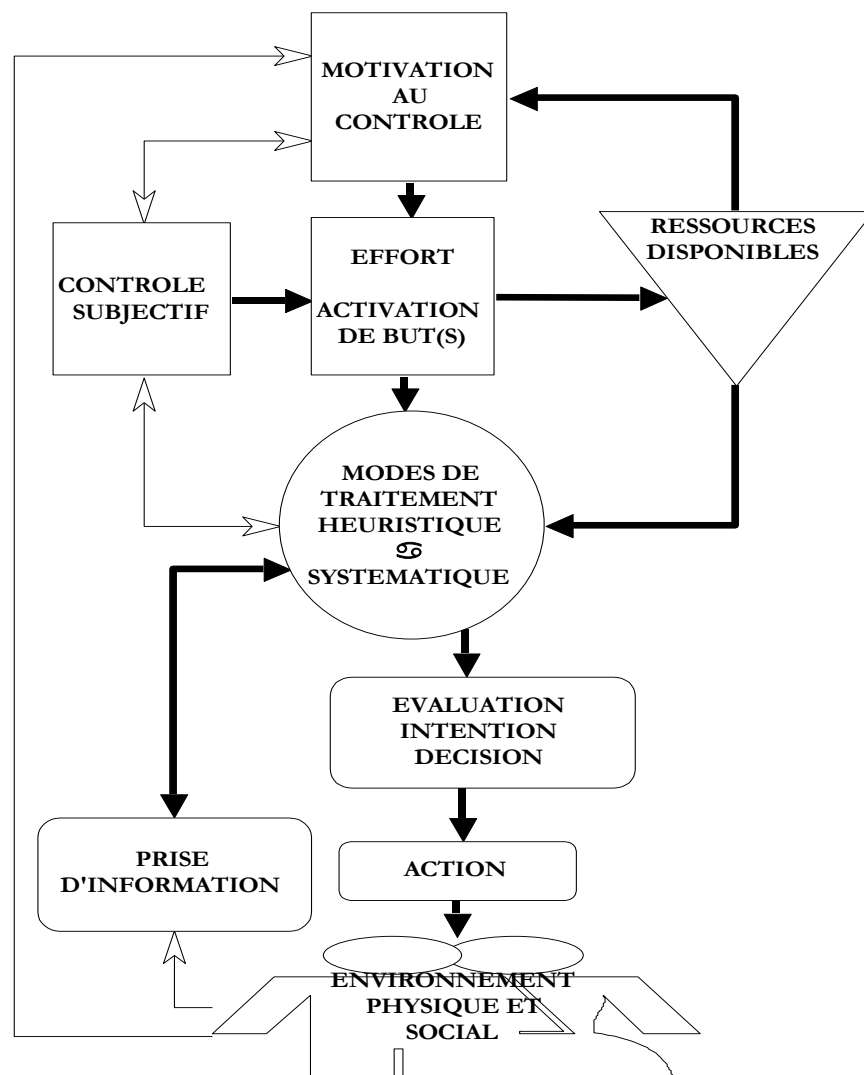 MOTIVATION
AU
CONTROLE
RESSOURCES
DISPONIBLES
CONTROLE
SUBJECTIF
EFFORT
ACTIVATION
DE BUT(S)
MODES DE
TRAITEMENT
HEURISTIQUE
♋
SYSTEMATIQUE
EVALUATION
INTENTION
DECISION
PRISE
D'INFORMATION
ACTION
ENVIRONNEMENT
PHYSIQUE ET
SOCIAL